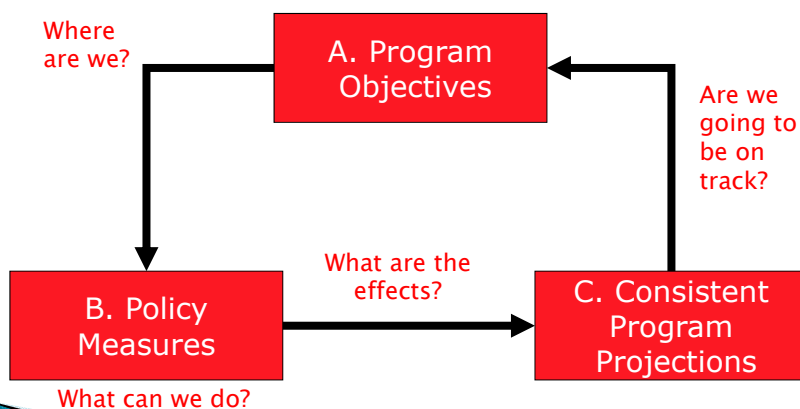 Where
are we?
A. Program
Objectives
Are we
going to
be on
track?
What are the
effects?
B. Policy
Measures
C. Consistent
Program
Projections
What can we do?